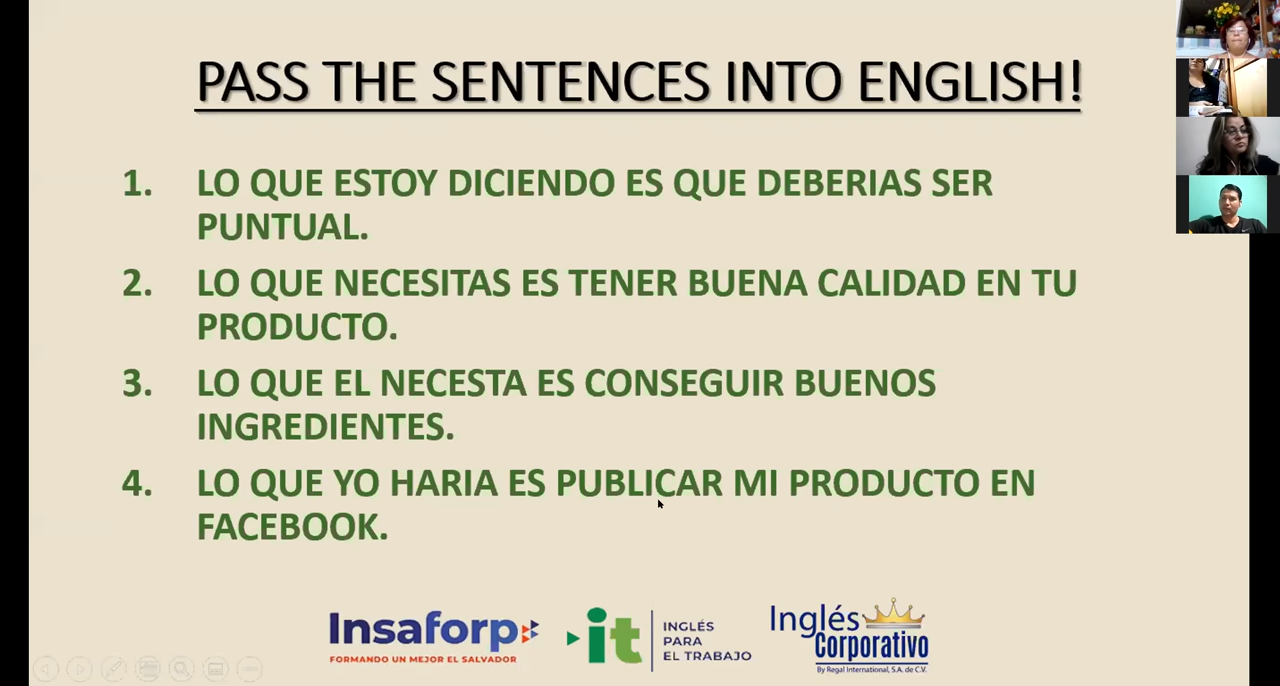 PASS THE SENTENCES INTO ENGLISH!
1. LO QUE ESTOY DICIENDO ES QUE DEBERIAS SER
PUNTUAL.
2. LO QUE NECESITAS ES TENER BUENA CALIDAD EN TU
PRODUCTO.
3. LO QUE EL NECESTA ES CONSEGUIR BUENOS
INGREDIENTES.
4. LO QUE YO HARIA ES PUBLICAR MI PRODUCTO EN
FACEBOOK.
Insaforp
FORMANDO UN MEJOR EL SALVADOR
it
INGLÉS
PARA
EL TRABAJO
Inglés
Corporativo
By Regal International, S.A. de C.V.